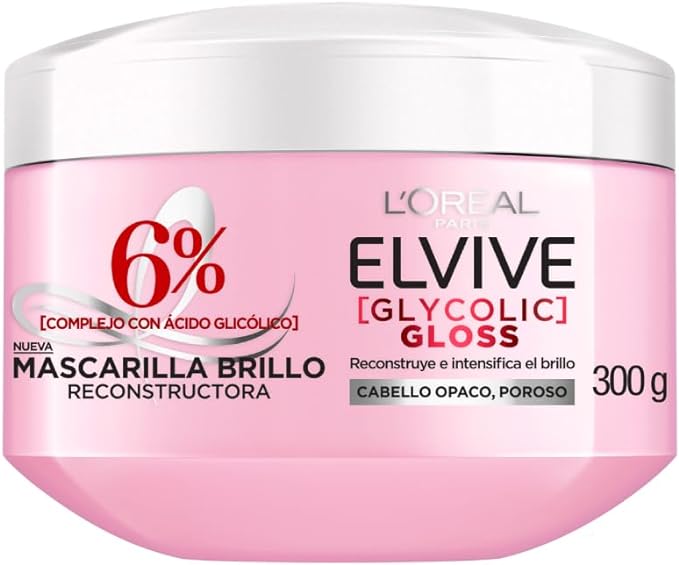 6%
[COMPLEJO CON ÁCIDO GLICÓLICO]
NUEVA
MASCARILLA BRILLO
RECONSTRUCTORA
L'ORÉAL
PARIS
ELVIVE
[GLYCOLIC]
GLOSS
Reconstruye e intensifica el brillo
CABELLO OPACO, POROSO
300 g